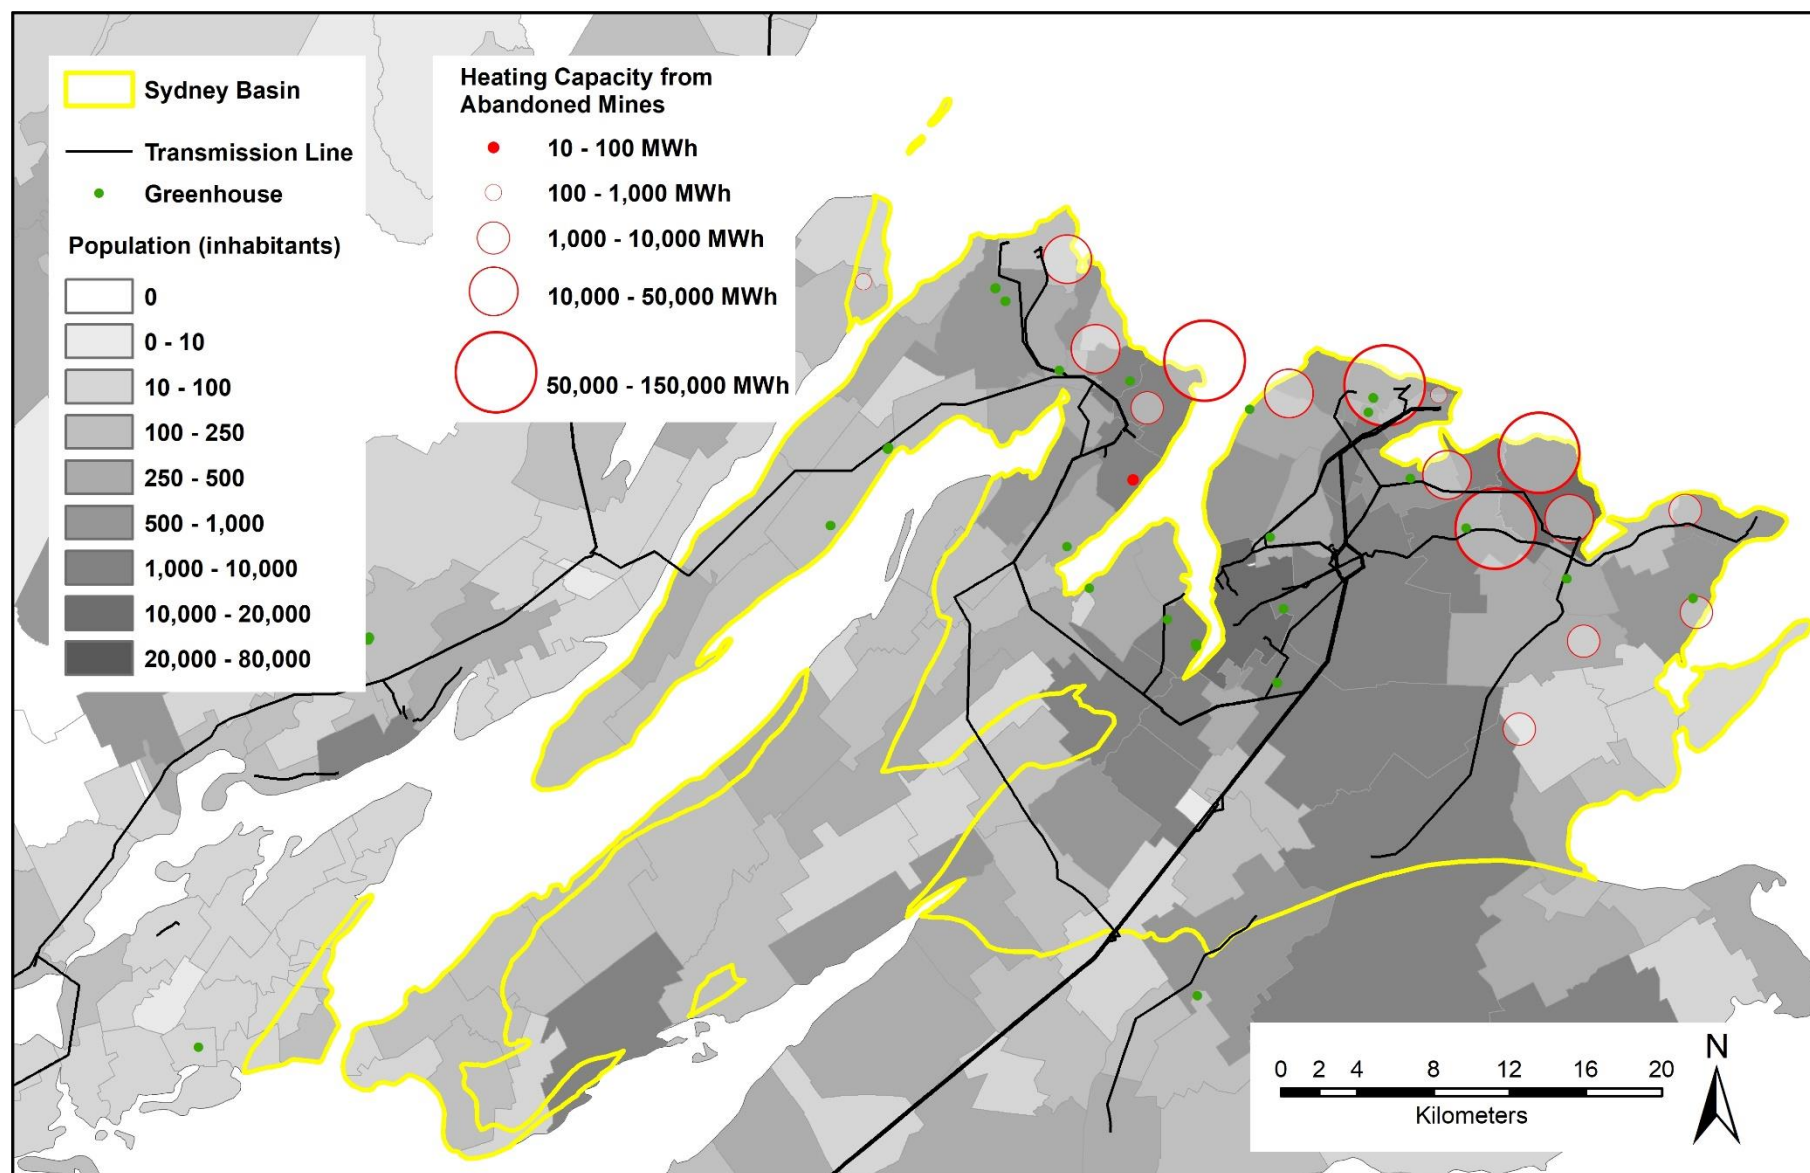 Sydney Basin
Transmission Line
Greenhouse
Population (inhabitants)
0
0 - 10
10 - 100
100 - 250
250 - 500
500 - 1,000
1,000 - 10,000
10,000 - 20,000
20,000 - 80,000
Heating Capacity from
Abandoned Mines
10 - 100 MWh
100 - 1,000 MWh
1,000 - 10,000 MWh
10,000 - 50,000 MWh
50,000 - 150,000 MWh
0 2 4 8 12 16 20
Kilometers
N